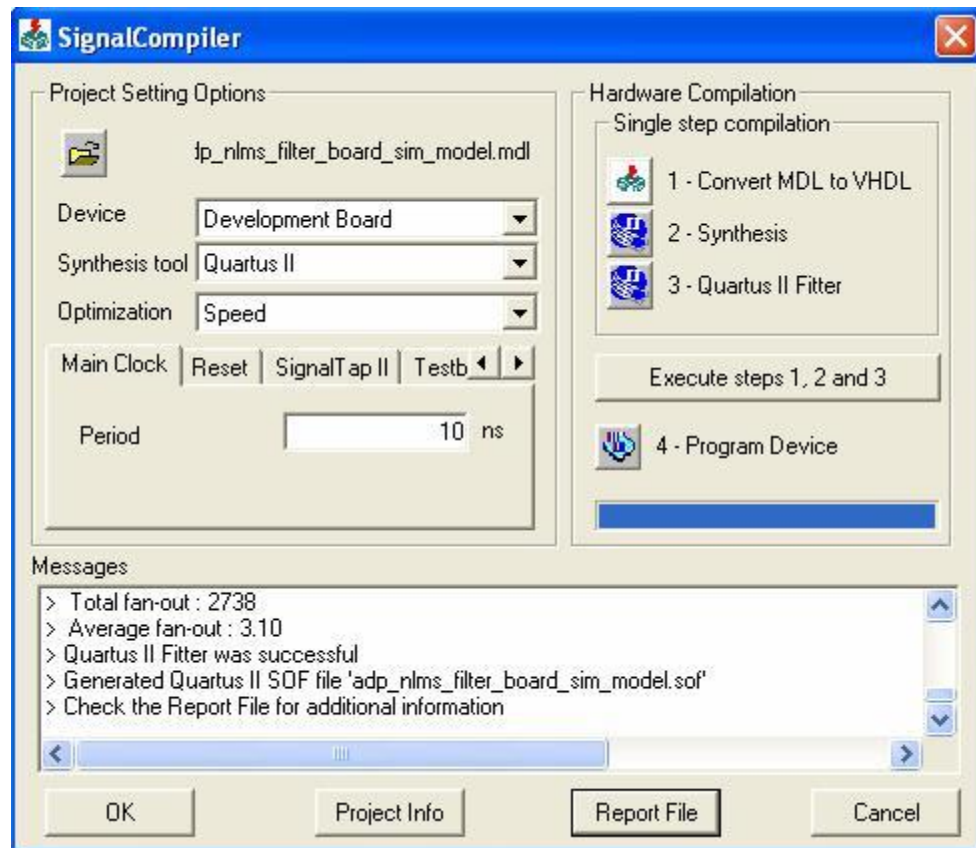 SignalCompiler
Project Setting Options
dp_nlms_filter_board_sim_model.mdl
Device
Development Board
Synthesis tool
Quartus II
Optimization
Speed
Main Clock
Reset
SignalTap II
Testb
Period
10 ns
Hardware Compilation
Single step compilation
1 - Convert MDL to VHDL
2 - Synthesis
3 - Quartus II Fitter
Execute steps 1, 2 and 3
4 - Program Device
Messages
> Total fan-out : 2738
> Average fan-out : 3.10
> Quartus II Fitter was successful
> Generated Quartus II SOF file 'adp_nlms_filter_board_sim_model.sof'
> Check the Report File for additional information
OK
Project Info
Report File
Cancel